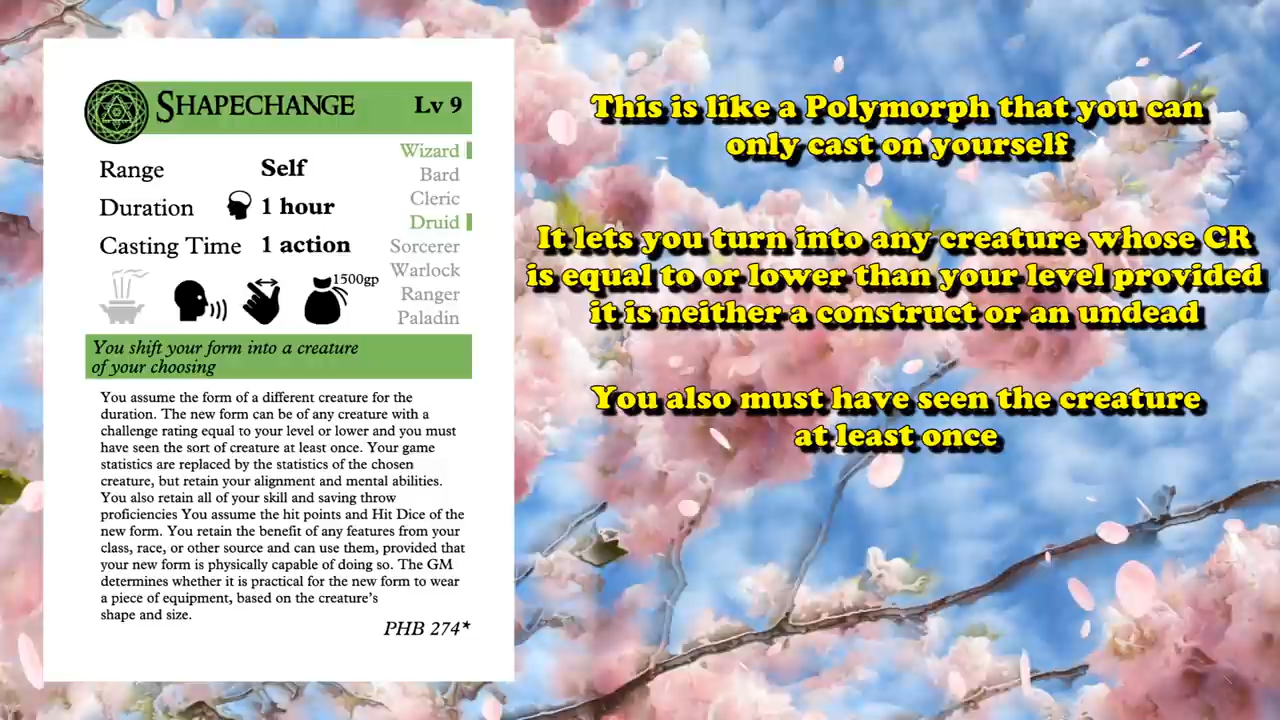 SHAPECHANGE Lv 9
Range Self
Duration 1 hour
Casting Time 1 action
1500gp
Wizard
Bard
Cleric
Druid
Sorcerer
Warlock
Ranger
Paladin
You shift your form into a creature
of your choosing
You assume the form of a different creature for the
duration. The new form can be of any creature with a
challenge rating equal to your level or lower and you must
have seen the sort of creature at least once. Your game
statistics are replaced by the statistics of the chosen
creature, but retain your alignment and mental abilities.
You also retain all of your skill and saving throw
proficiencies You assume the hit points and Hit Dice of the
new form. You retain the benefit of any features from your
class, race, or other source and can use them, provided that
your new form is physically capable of doing so. The GM
determines whether it is practical for the new form to wear
a piece of equipment, based on the creature's
shape and size.
PHB 274*
This is like a Polymorph that you can
only cast on yourself
It lets you turn into any creature whose CR
is equal to or lower than your level provided
it is neither a construct or an undead
You also must have seen the creature
at least once